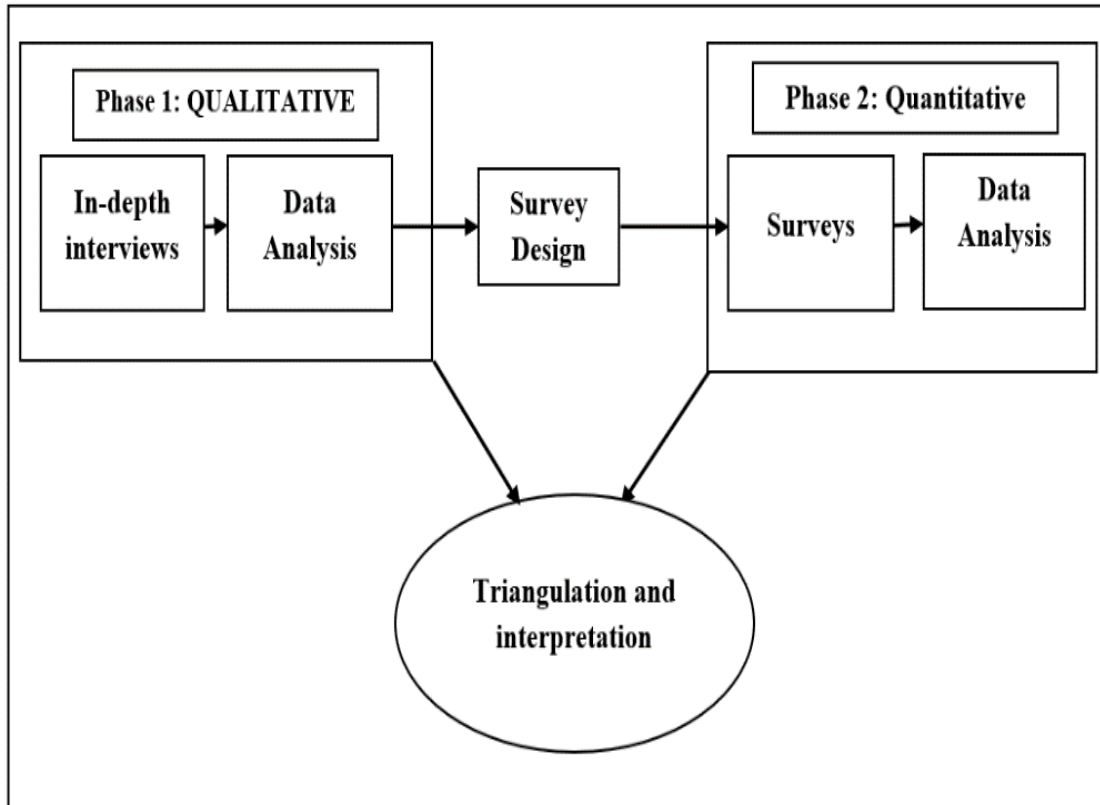 Phase 1: QUALITATIVE
In-depth
interviews
Data
Analysis
Survey
Design
Phase 2: Quantitative
Surveys
Data
Analysis
Triangulation and
interpretation